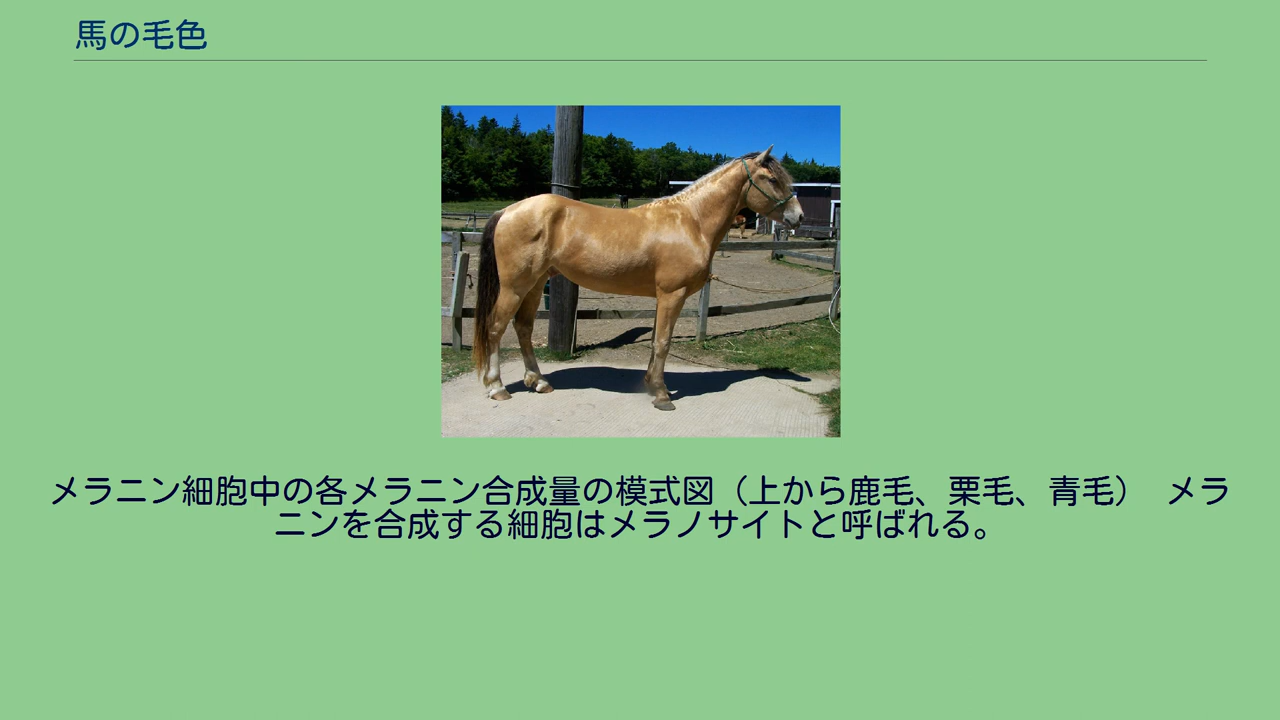 馬の毛色
メラニン細胞中の各メラニン合成量の模式図（上から鹿毛、栗毛、青毛）　メラ
ニンを合成する細胞はメラノサイトと呼ばれる。